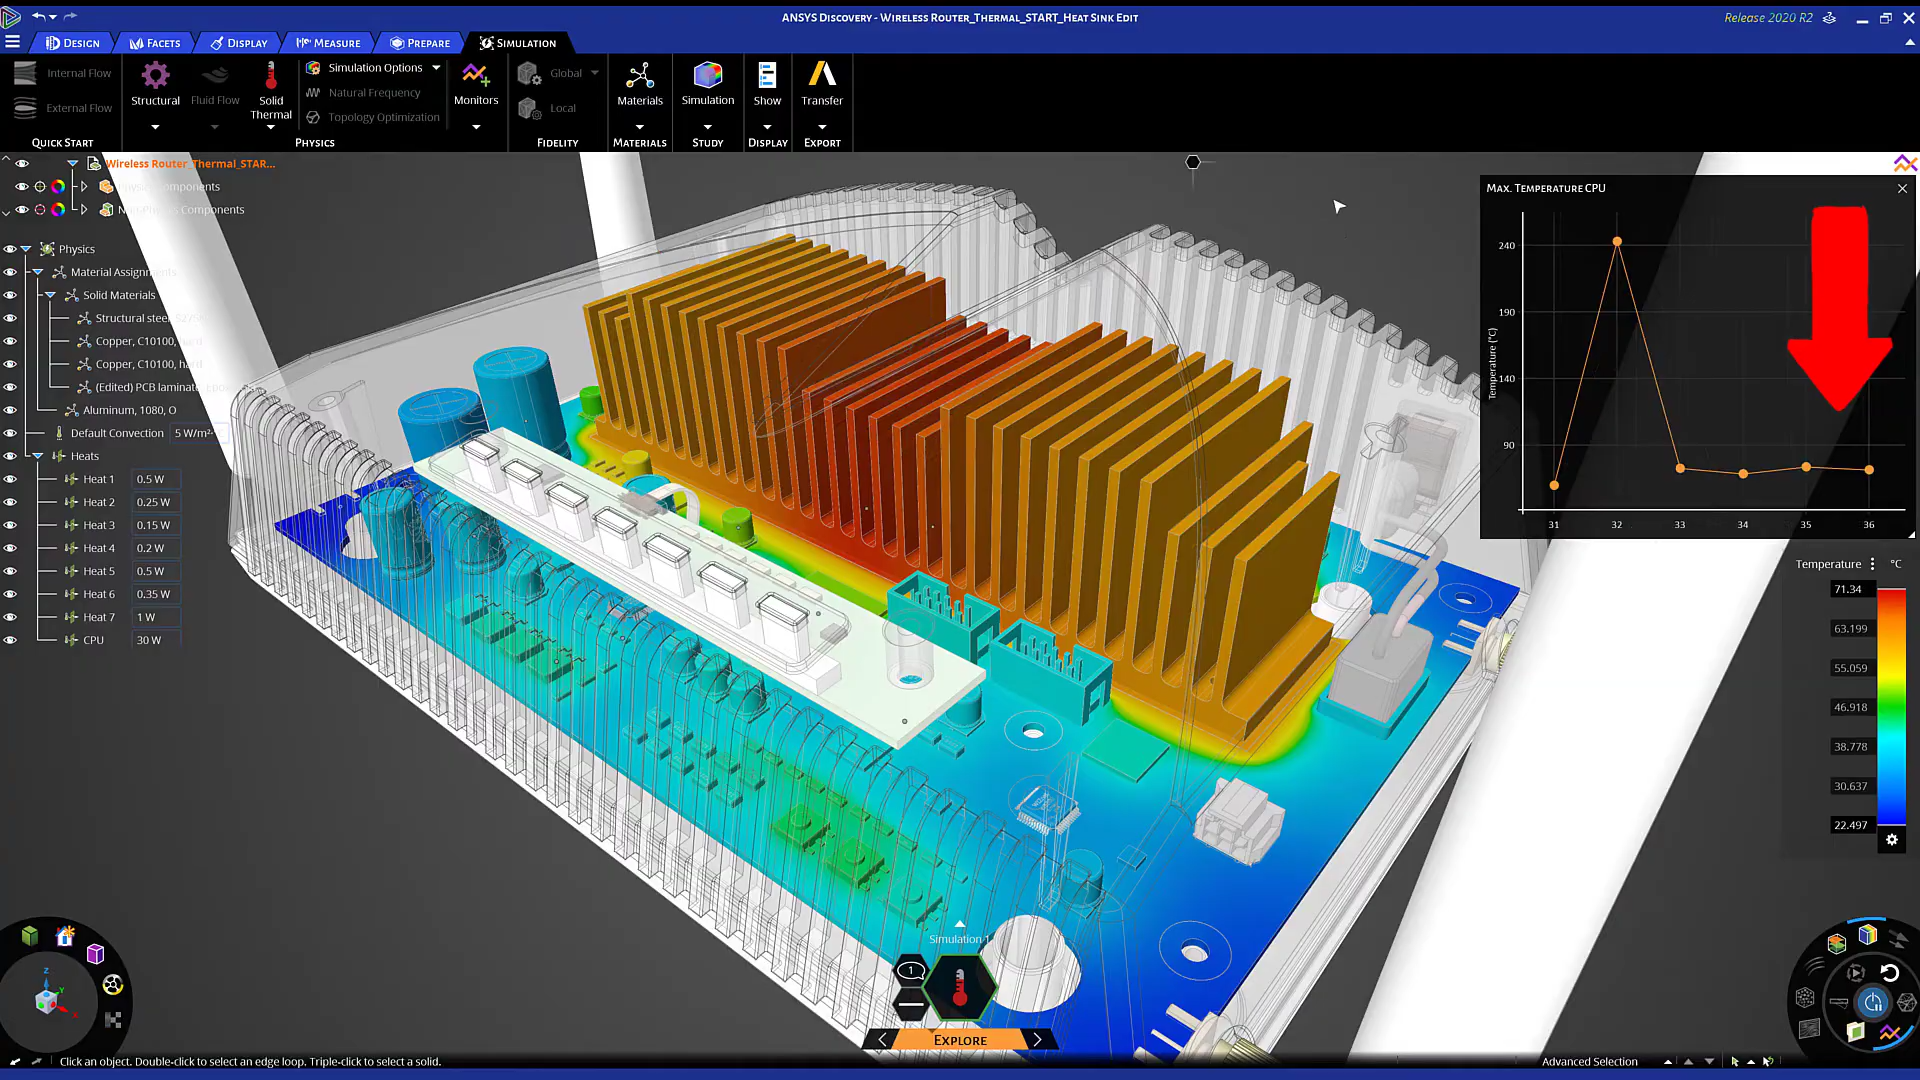 ANSYS Discovery - Wireless Router_Thermal_START_Heat Sink Edit
Release 2020 R2
Design
Facets
Display
Measure
Prepare
Simulation
Internal Flow
External Flow
Quick Start
Structural
Fluid Flow
Solid Thermal
Simulation Options
Natural Frequency
Topology Optimization
Physics
Monitors
Global
Local
Fidelity
Materials
Materials
Simulation
Study
Show
Display
Transfer
Export
Wireless Router_Thermal_STAR...
Physics Components
Components
Physics
Material Assignments
Solid Materials
Structural steel,
Copper, C10100, hard
Copper, C10100, hard
(Edited) PCB laminate,
Aluminum, 1080, O
Default Convection 5 W/m²
Heats
Heat 1 0.5 W
Heat 2 0.25 W
Heat 3 0.15 W
Heat 4 0.2 W
Heat 5 0.5 W
Heat 6 0.35 W
Heat 7 1 W
CPU 30 W
Max. Temperature CPU
Temperature (°C)
240
190
140
90
31 32 33 34 35 36
Temperature °C
71.34
63.199
55.059
46.918
38.778
30.637
22.497
Simulation 1
1
Explore
Z
Y
X
Click an object. Double-click to select an edge loop. Triple-click to select a solid.
Advanced Selection